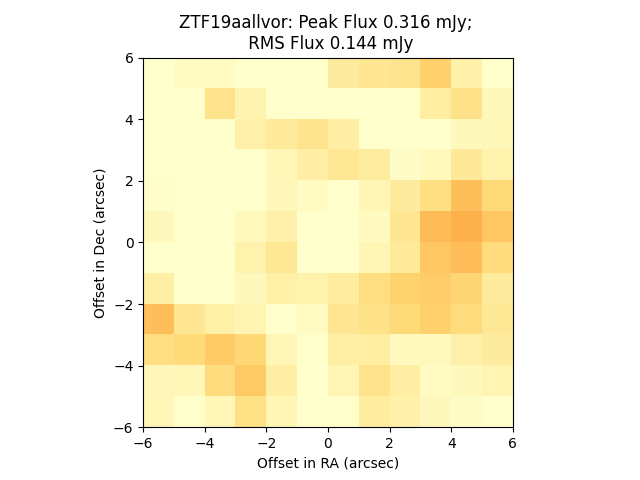 ZTF19aallvor: Peak Flux 0.316 mJy;
RMS Flux 0.144 mJy
6
4
2
0
−2
−4
−6
Offset in Dec (arcsec)
−6 −4 −2 0 2 4 6
Offset in RA (arcsec)